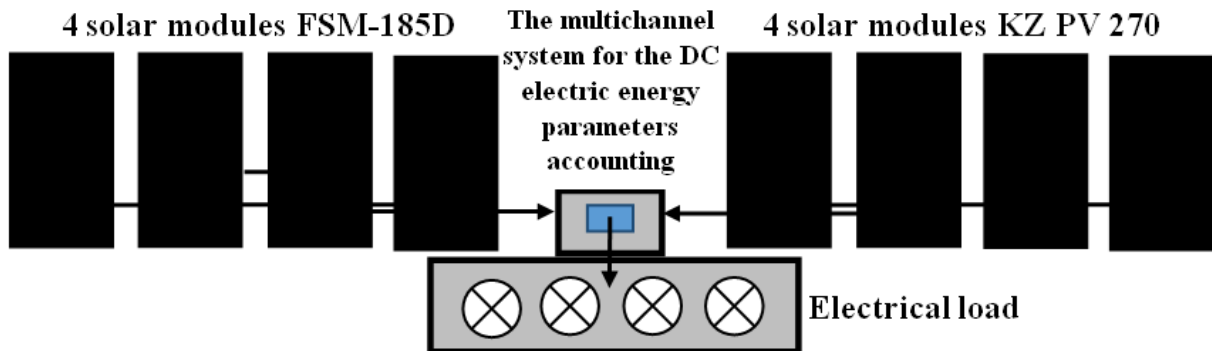 4 solar modules FSM-185D
The multichannel
system for the DC
electric energy
parameters
accounting
4 solar modules KZ PV 270
Electrical load